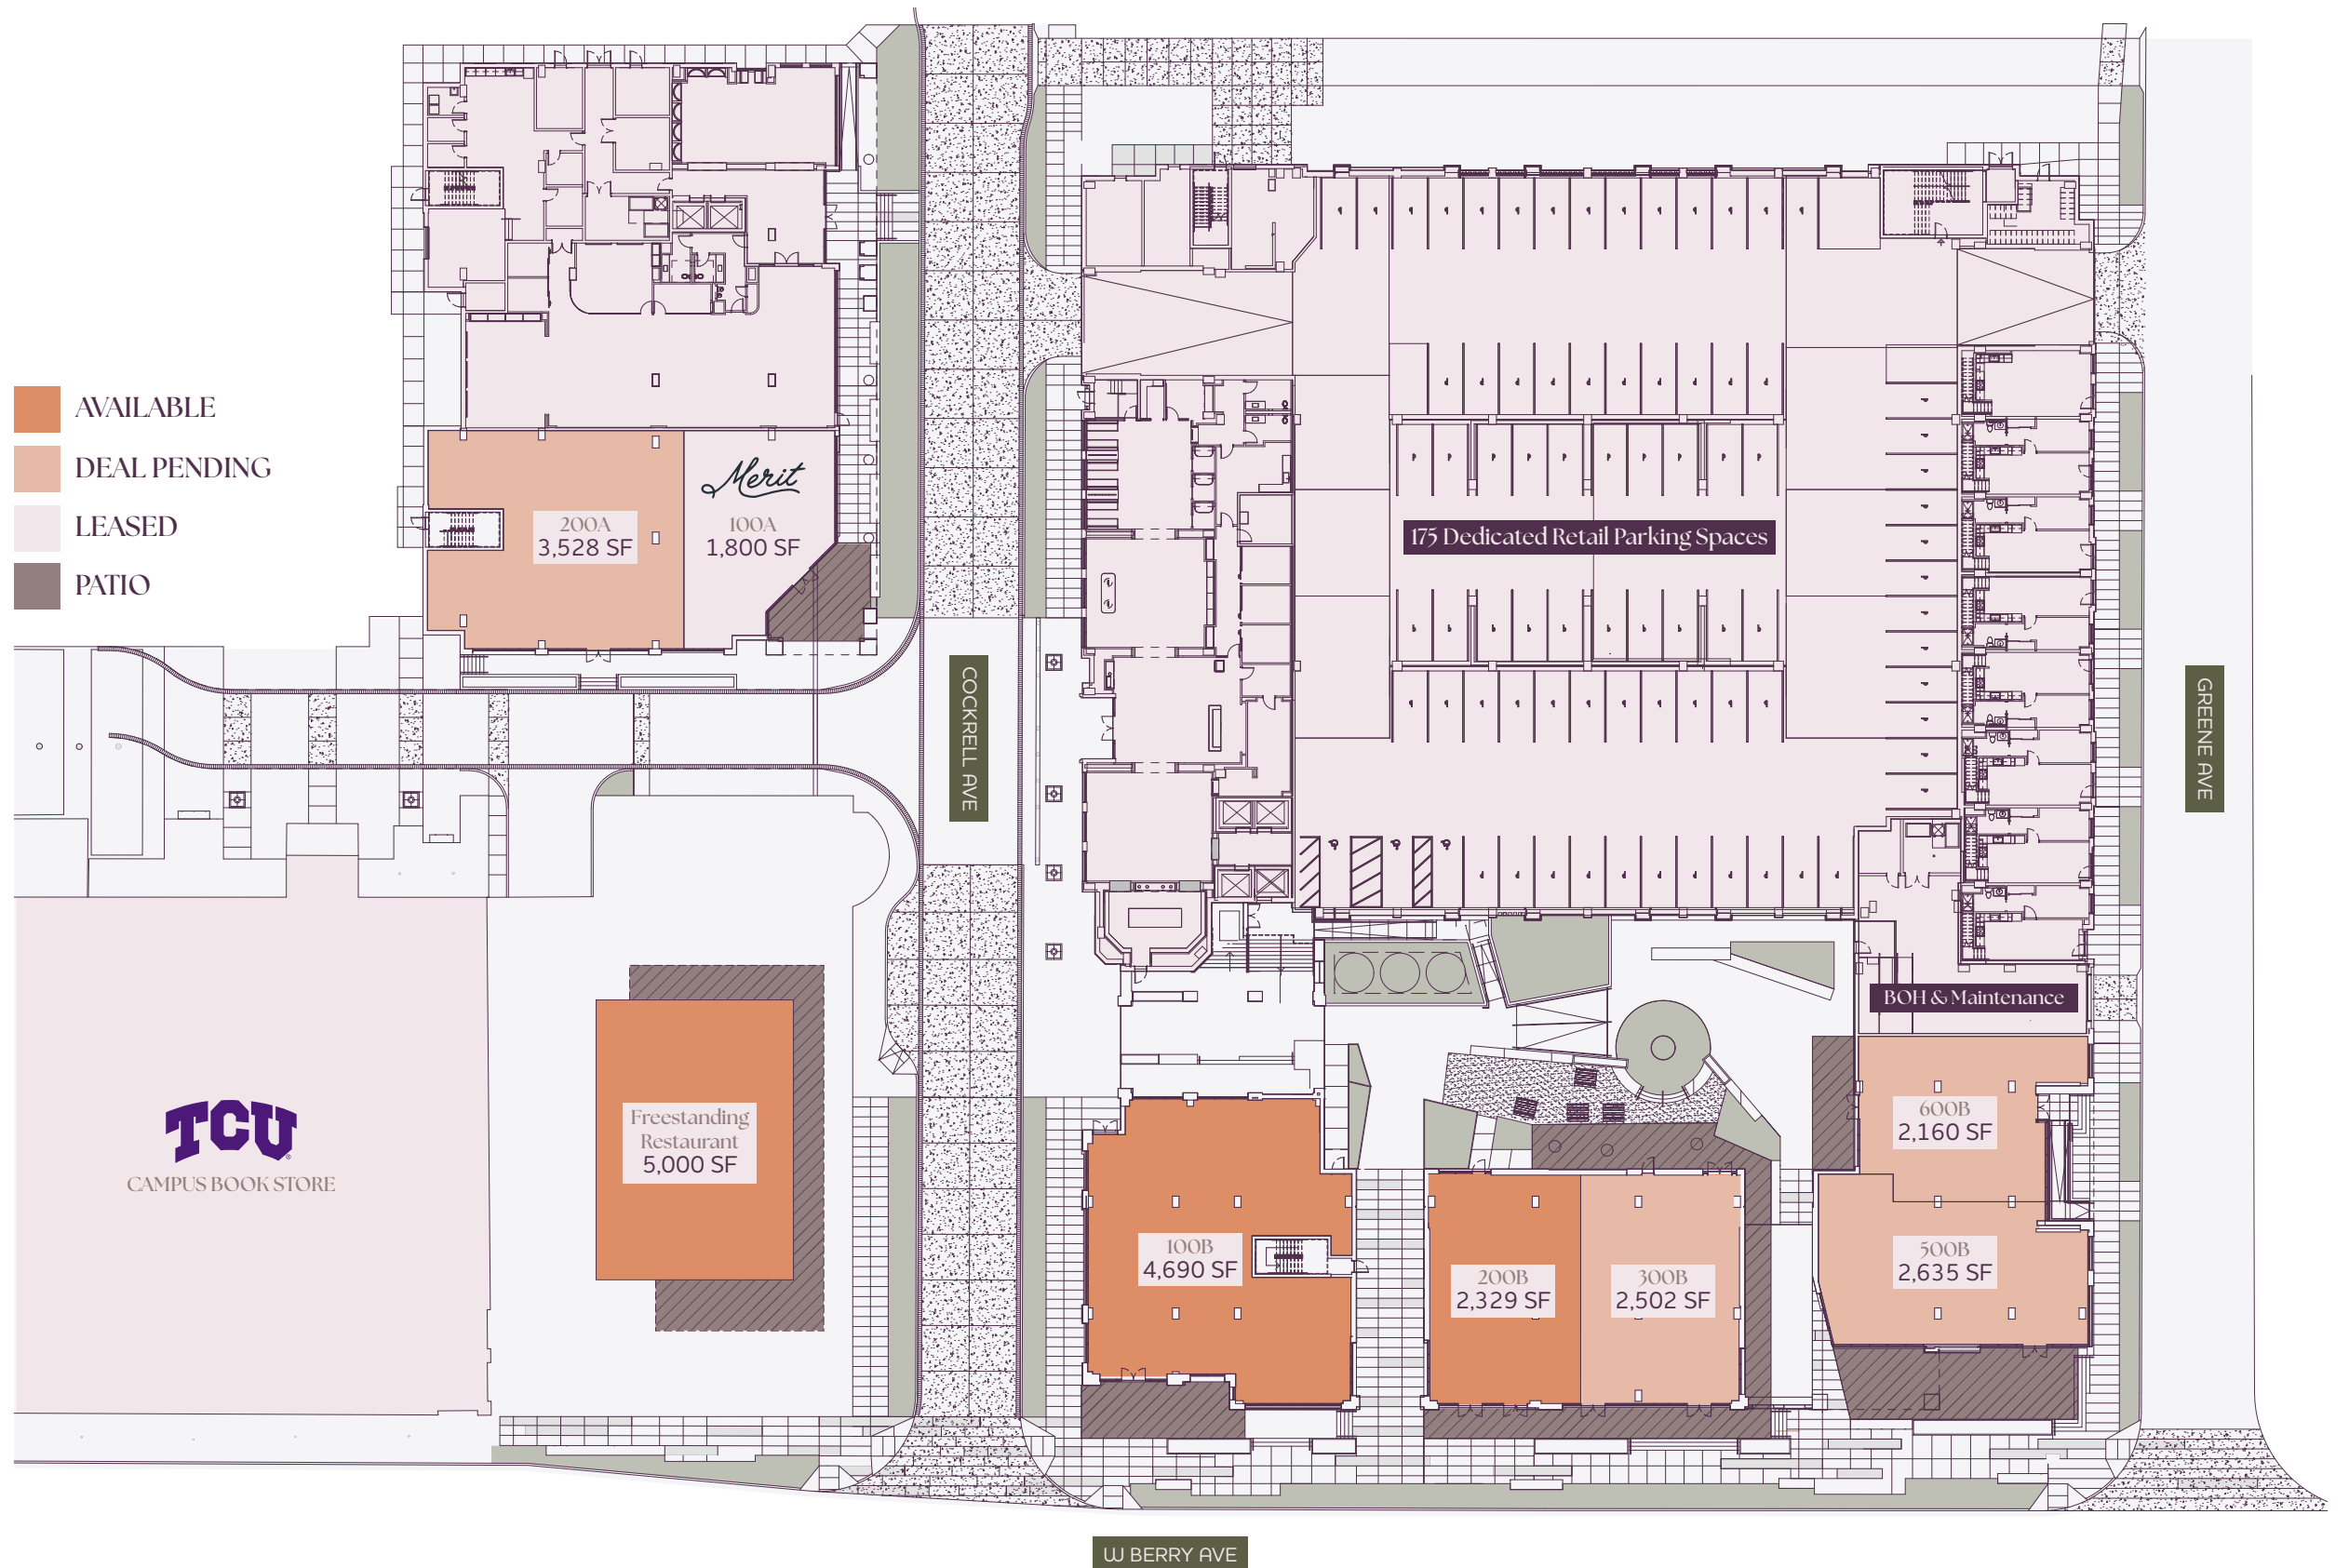 AVAILABLE
DEAL PENDING
LEASED
PATIO
Merit
200A
3,528 SF
100A
1,800 SF
175 Dedicated Retail Parking Spaces
COCKRELL AVE
GREENE AVE
BOH & Maintenance
TCU
CAMPUS BOOK STORE
Freestanding
Restaurant
5,000 SF
600B
2,160 SF
100B
4,690 SF
200B
2,329 SF
300B
2,502 SF
500B
2,635 SF
W BERRY AVE